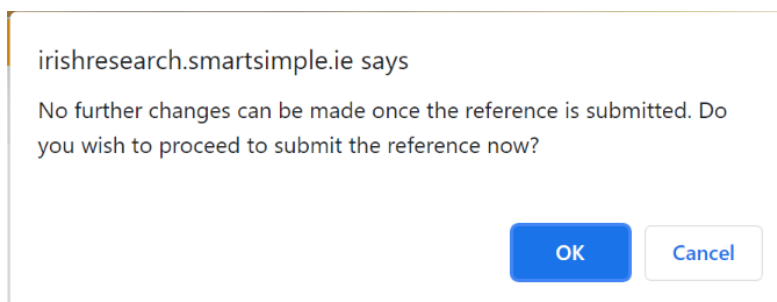 irishresearch.smartsimple.ie says
No further changes can be made once the reference is submitted. Do
you wish to proceed to submit the reference now?
OK
Cancel